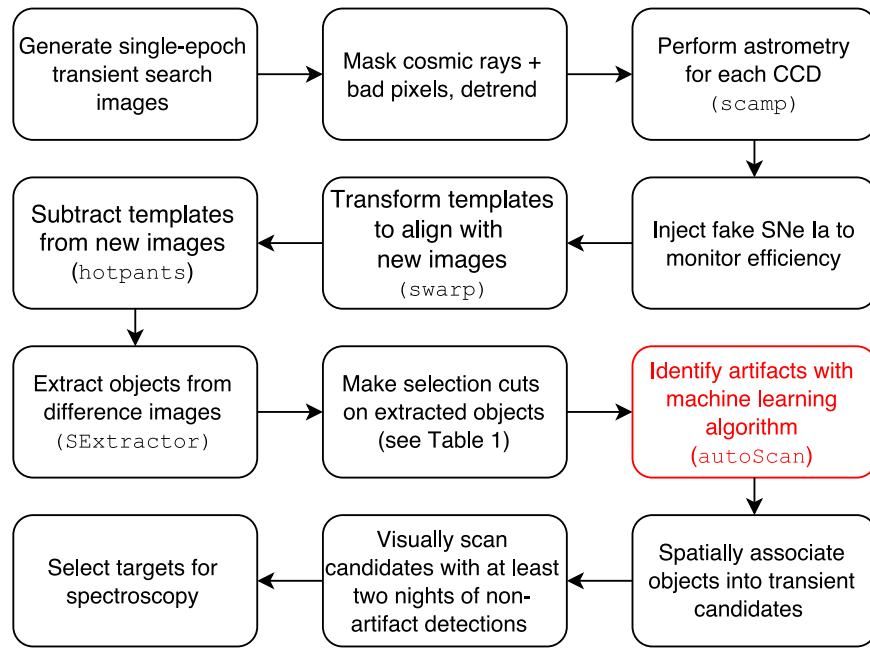 Generate single-epoch
transient search
images
Mask cosmic rays +
bad pixels, detrend
Perform astrometry
for each CCD
(scamp)
Inject fake SNe Ia to
monitor efficiency
Transform templates
to align with
new images
(swarp)
Subtract templates
from new images
(hotpants)
Extract objects from
difference images
(SExtractor)
Make selection cuts
on extracted objects
(see Table 1)
Identify artifacts with
machine learning
algorithm
(autoScan)
Spatially associate
objects into transient
candidates
Visually scan
candidates with at least
two nights of non-
artifact detections
Select targets for
spectroscopy